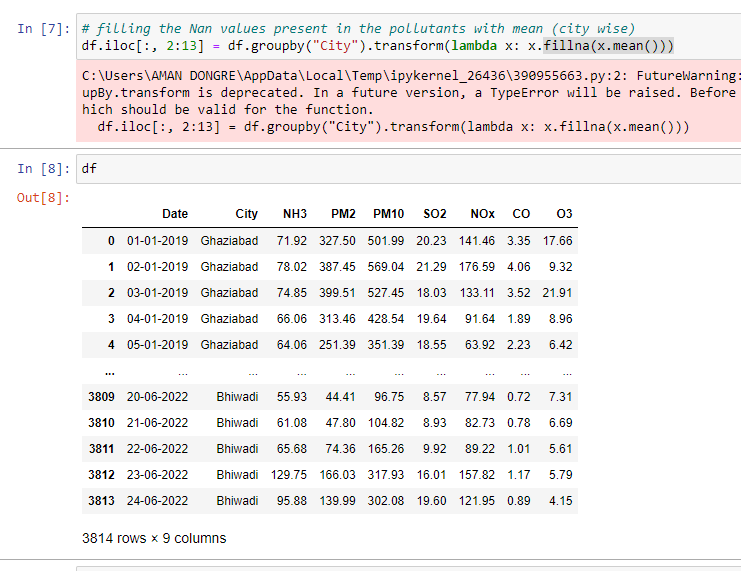 In [7]: # filling the Nan values present in the pollutants with mean (city wise)
df.iloc[:, 2:13] = df.groupby("City").transform(lambda x: x.fillna(x.mean()))
C:\Users\AMAN DONGRE\AppData\Local\Temp\ipykernel_26436\390955663.py:2: FutureWarning:
upBy.transform is deprecated. In a future version, a TypeError will be raised. Before
hich should be valid for the function.
df.iloc[:, 2:13] = df.groupby("City").transform(lambda x: x.fillna(x.mean()))
In [8]: df
Out[8]:
Date City NH3 PM2 PM10 SO2 NOx CO O3
0 01-01-2019 Ghaziabad 71.92 327.50 501.99 20.23 141.46 3.35 17.66
1 02-01-2019 Ghaziabad 78.02 387.45 569.04 21.29 176.59 4.06 9.32
2 03-01-2019 Ghaziabad 74.85 399.51 527.45 18.03 133.11 3.52 21.91
3 04-01-2019 Ghaziabad 66.06 313.46 428.54 19.64 91.64 1.89 8.96
4 05-01-2019 Ghaziabad 64.06 251.39 351.39 18.55 63.92 2.23 6.42
... ... ... ... ... ... ... ... ... ...
3809 20-06-2022 Bhiwadi 55.93 44.41 96.75 8.57 77.94 0.72 7.31
3810 21-06-2022 Bhiwadi 61.08 47.80 104.82 8.93 82.73 0.78 6.69
3811 22-06-2022 Bhiwadi 65.68 74.36 165.26 9.92 89.22 1.01 5.61
3812 23-06-2022 Bhiwadi 129.75 166.03 317.93 16.01 157.82 1.17 5.79
3813 24-06-2022 Bhiwadi 95.88 139.99 302.08 19.60 121.95 0.89 4.15
3814 rows × 9 columns